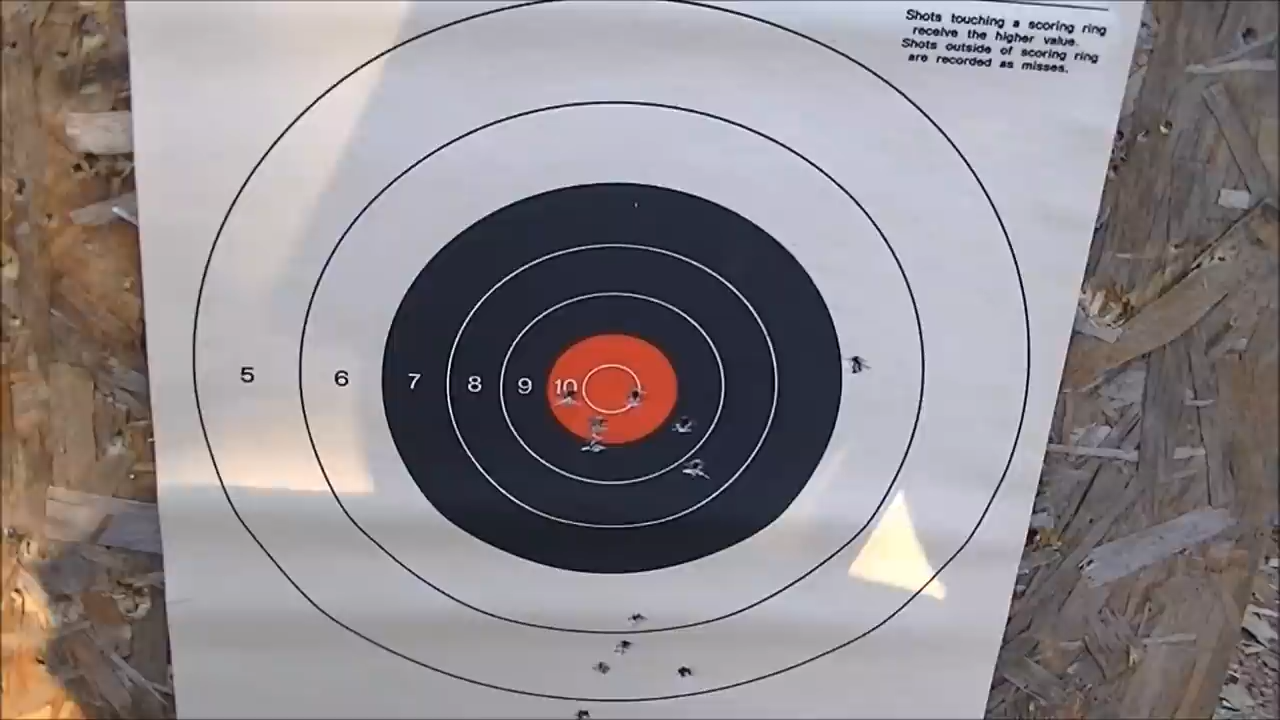 Shots touching a scoring ring
receive the higher value.
Shots outside of scoring ring
are recorded as misses.
5 6 7 8 9 10